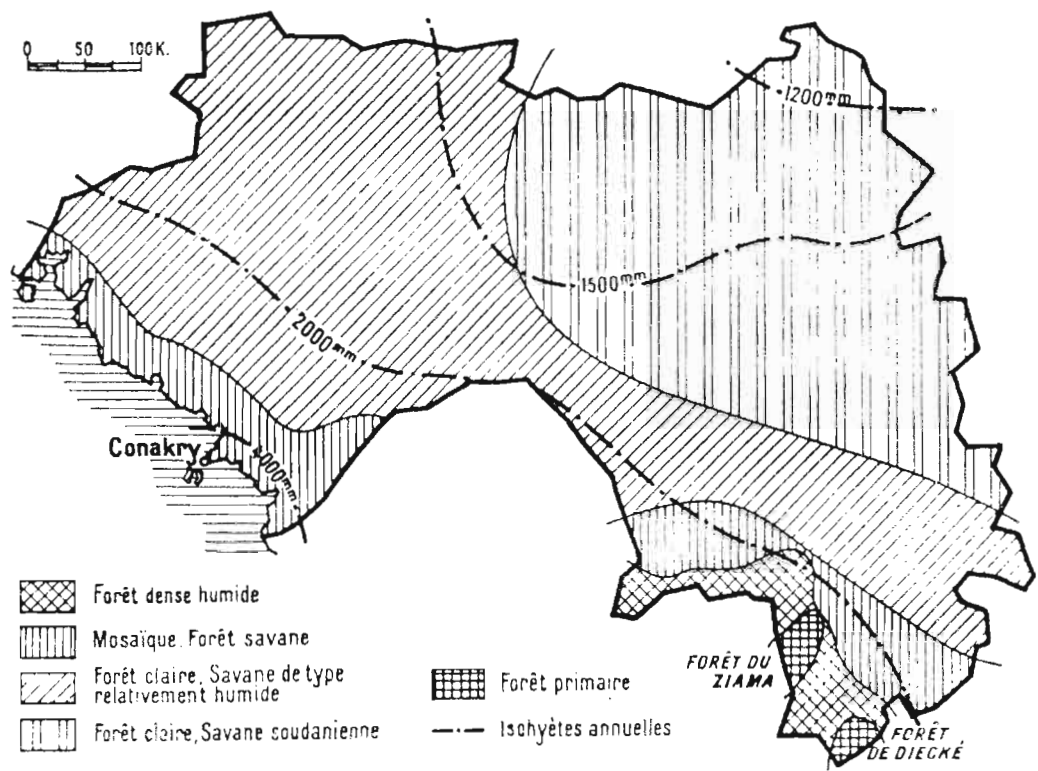 0 50 100K.
1200mm
1500mm
2000mm
Conakry
4000mm
Forêt dense humide
Mosaïque. Forêt savane
Forêt claire, Savane de type
relativement humide
Forêt claire, Savane soudanienne
Forêt primaire
Isohyètes annuelles
FORÊT DU
ZIAMA
FORÊT
DE DIECKÉ